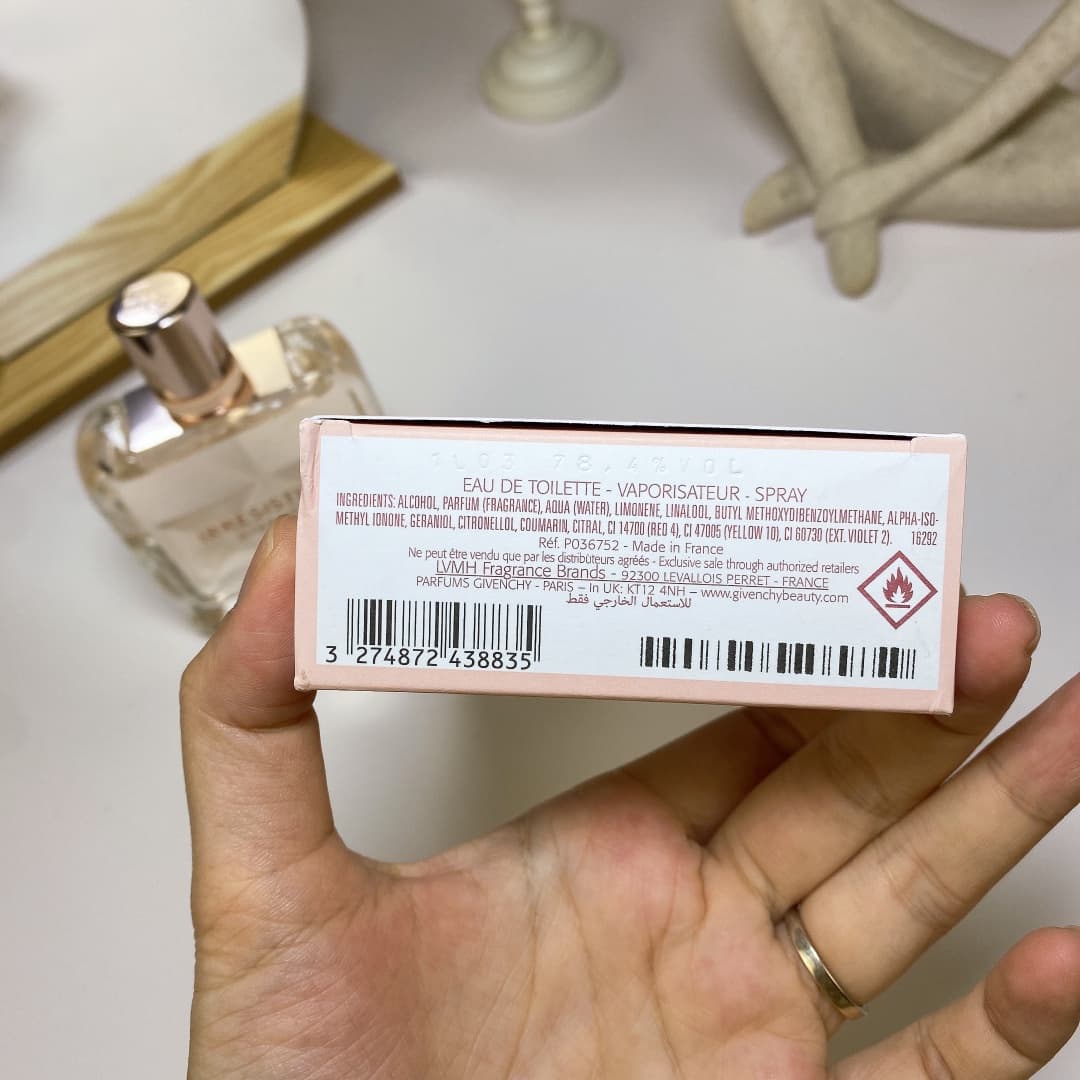 1L03 78,4%VOL
EAU DE TOILETTE - VAPORISATEUR - SPRAY
INGREDIENTS: ALCOHOL, PARFUM (FRAGRANCE), AQUA (WATER), LIMONENE, LINALOOL, BUTYL METHOXYDIBENZOYLMETHANE, ALPHA-ISO-
METHYL IONONE, GERANIOL, CITRONELLOL, COUMARIN, CITRAL, CI 14700 (RED 4), CI 47005 (YELLOW 10), CI 60730 (EXT. VIOLET 2). 16292
Réf. P036752 - Made in France
Ne peut être vendu que par les distributeurs agréés - Exclusive sale through authorized retailers
LVMH Fragrance Brands - 92300 LEVALLOIS PERRET - FRANCE
PARFUMS GIVENCHY - PARIS – In UK: KT12 4NH – www.givenchybeauty.com
للاستعمال الخارجي فقط
3 274872 438835